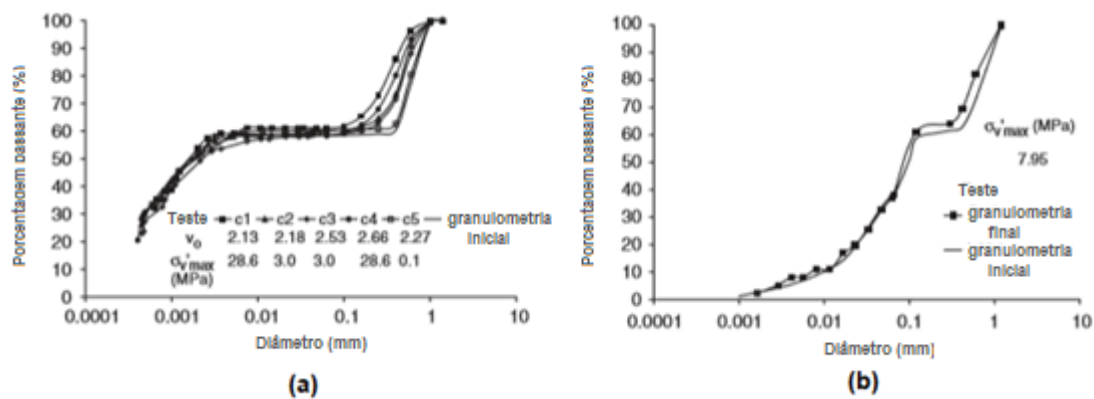 Porcentagem passante (%)
100
90
80
70
60
50
40
30
20
10
0
Teste c1 c2 c3 c4 c5 granulometria inicial
v₀ 2.13 2.18 2.53 2.66 2.27
σv'max (MPa) 28.6 3.0 3.0 28.6 0.1
0.0001 0.001 0.01 0.1 1 10
Diâmetro (mm)
(a)
Porcentagem passante (%)
100
90
80
70
60
50
40
30
20
10
0
σv'max (MPa)
7.95
Teste
granulometria
final
granulometria
inicial
0.0001 0.001 0.01 0.1 1 10
Diâmetro (mm)
(b)